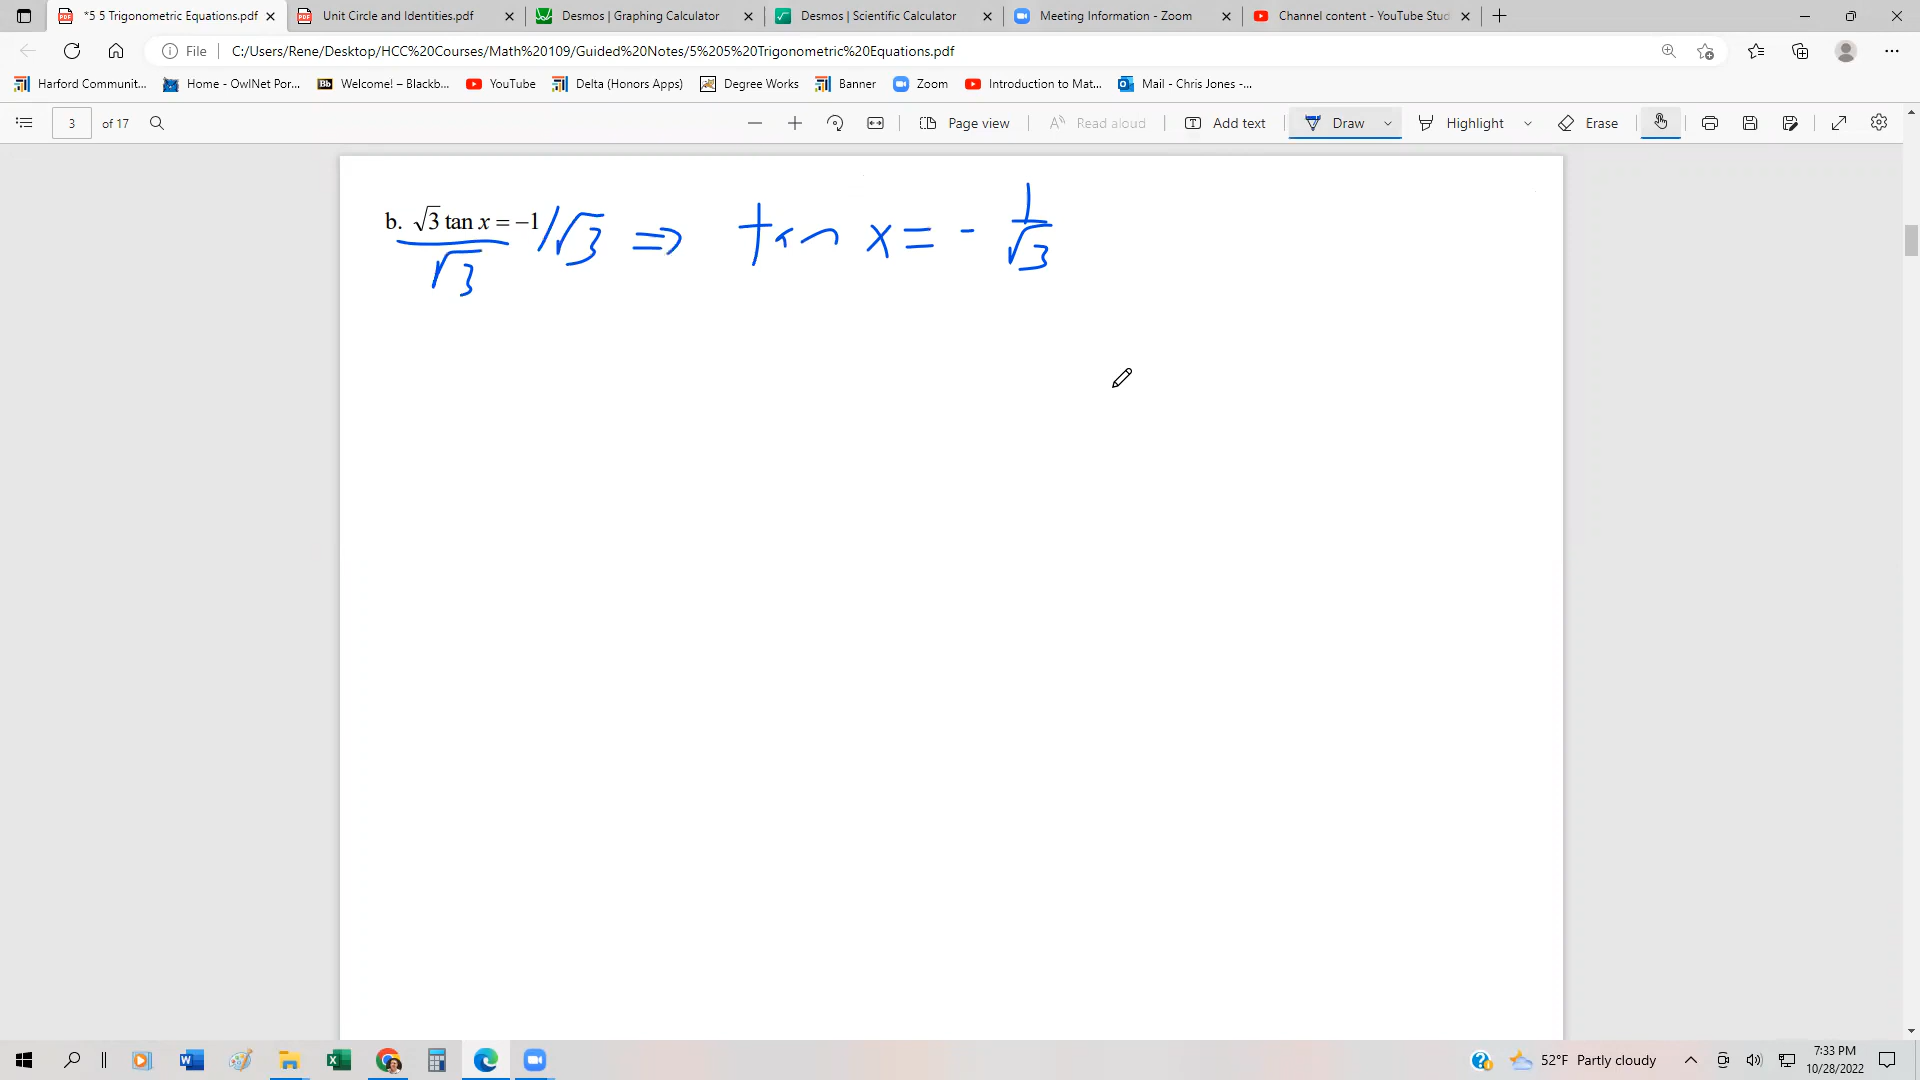 *5 5 Trigonometric Equations.pdf Unit Circle and Identities.pdf Desmos | Graphing Calculator Desmos | Scientific Calculator Meeting Information - Zoom Channel content - YouTube Stud
File C:/Users/Rene/Desktop/HCC%20Courses/Math%20109/Guided%20Notes/5%205%20Trigonometric%20Equations.pdf
Harford Communit... Home - OwlNet Por... Bb Welcome! – Blackb... YouTube Delta (Honors Apps) Degree Works Banner Zoom Introduction to Mat... Mail - Chris Jones -...
3 of 17 Page view Read aloud Add text Draw Highlight Erase
b. √3 tan x = −1 /√3 ⇒ tan x = - 1/√3
√3
52°F Partly cloudy 7:33 PM
10/28/2022